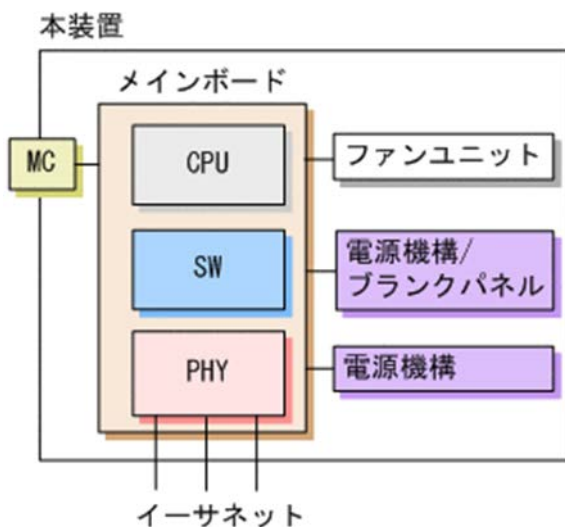 本装置
メインボード
MC
CPU
ファンユニット
SW
電源機構/
ブランクパネル
PHY
電源機構
イーサネット